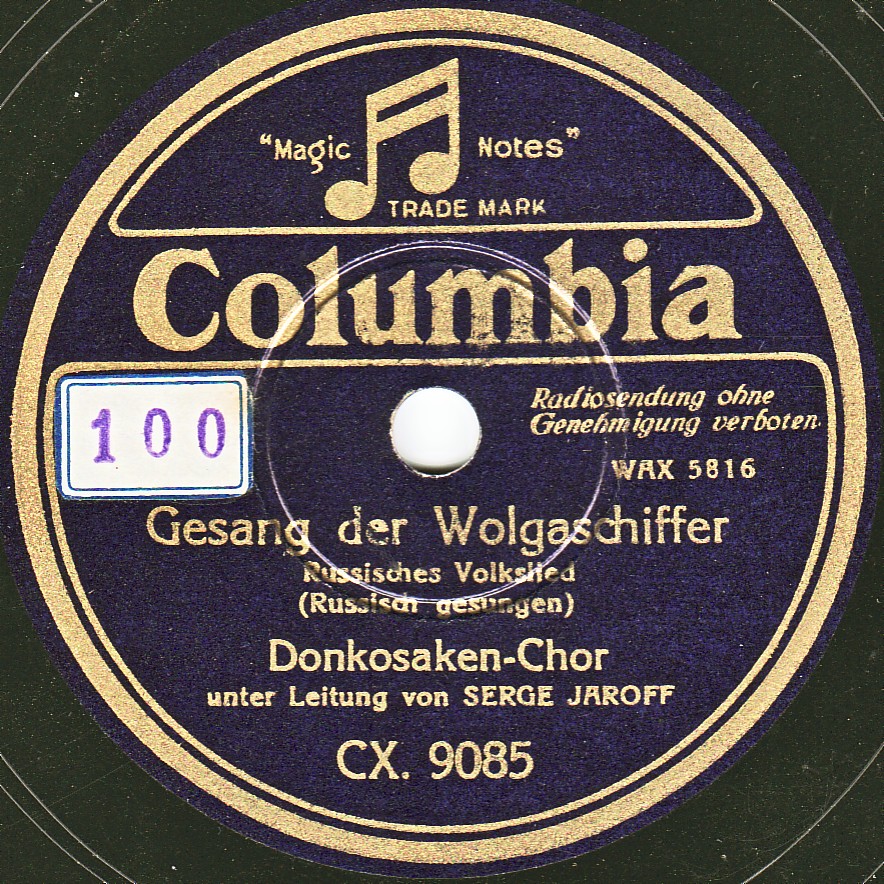 "Magic Notes"
TRADE MARK
Columbia
100
Radiosendung ohne
Genehmigung verboten
WAX 5816
Gesang der Wolgaschiffer
Russisches Volkslied
(Russisch gesungen)
Donkosaken-Chor
unter Leitung von SERGE JAROFF
CX. 9085